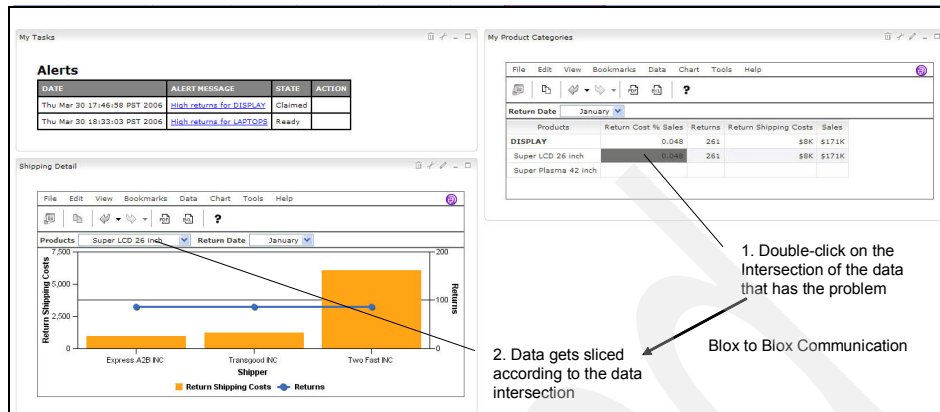 My Tasks
Alerts
DATE ALERT MESSAGE STATE ACTION
Thu Mar 30 17:46:58 PST 2006 High returns for DISPLAY Claimed
Thu Mar 30 18:33:03 PST 2006 High returns for LAPTOPS Ready
My Product Categories
File Edit View Bookmarks Data Chart Tools Help
PDF XLS ?
Return Date January
Products Return Cost % Sales Returns Return Shipping Costs Sales
DISPLAY 0.048 261 $8K $171K
Super LCD 26 inch 0.048 261 $8K $171K
Super Plasma 42 inch
Shipping Detail
File Edit View Bookmarks Data Chart Tools Help
PDF XLS ?
Products Super LCD 26 inch Return Date January
Return Shipping Costs
7,500
5,000
2,500
0
200
100
0
Returns
Express A2B INC Transgood INC Two Fast INC
Shipper
Return Shipping Costs Returns
1. Double-click on the
Intersection of the data
that has the problem
2. Data gets sliced
according to the data
intersection
Blox to Blox Communication